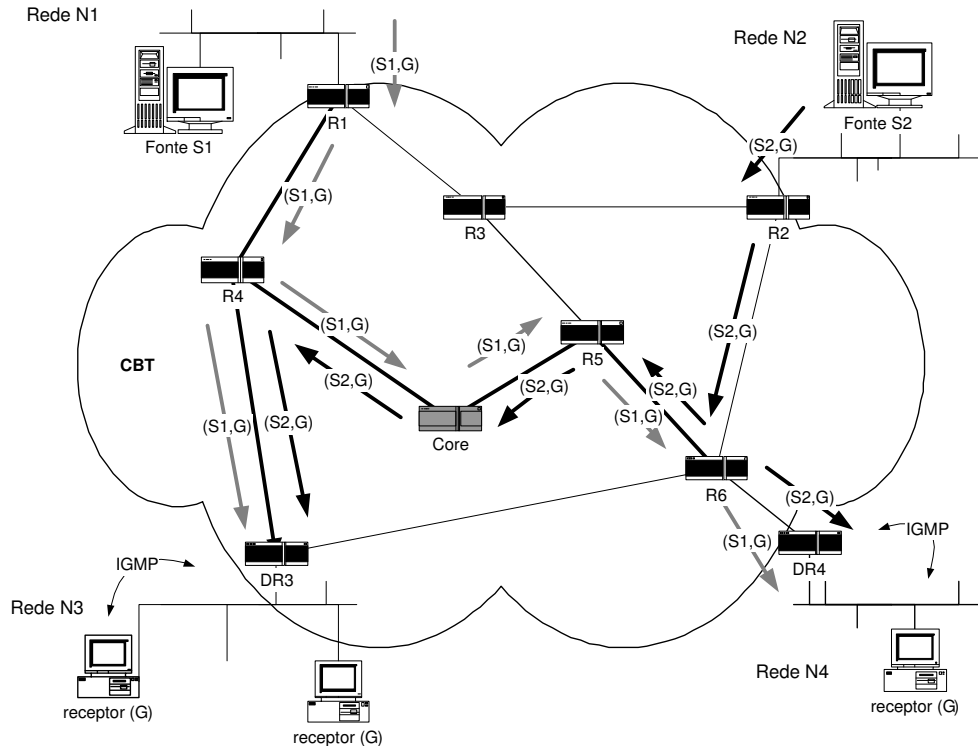 Rede N1
Rede N2
(S1,G)
R1
Fonte S1
Fonte S2
(S2,G)
(S1,G)
R3
R2
R4
(S1,G)
R5
(S1,G)
(S2,G)
CBT
(S2,G)
(S2,G)
(S2,G)
(S1,G)
(S1,G)
(S2,G)
Core
R6
(S2,G)
IGMP
(S1,G)
IGMP
DR3
DR4
Rede N3
Rede N4
receptor (G)
receptor (G)
receptor (G)